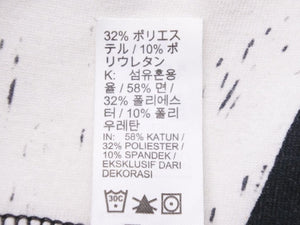 32% ポリエス
テル / 10% ポ
リウレタン
K: 섬유혼용
율 / 58% 면 /
32% 폴리에스
터 / 10% 폴리
우레탄
IN: 58% KATUN /
32% POLIESTER /
10% SPANDEK /
EKSKLUSIF DARI
DEKORASI
30C